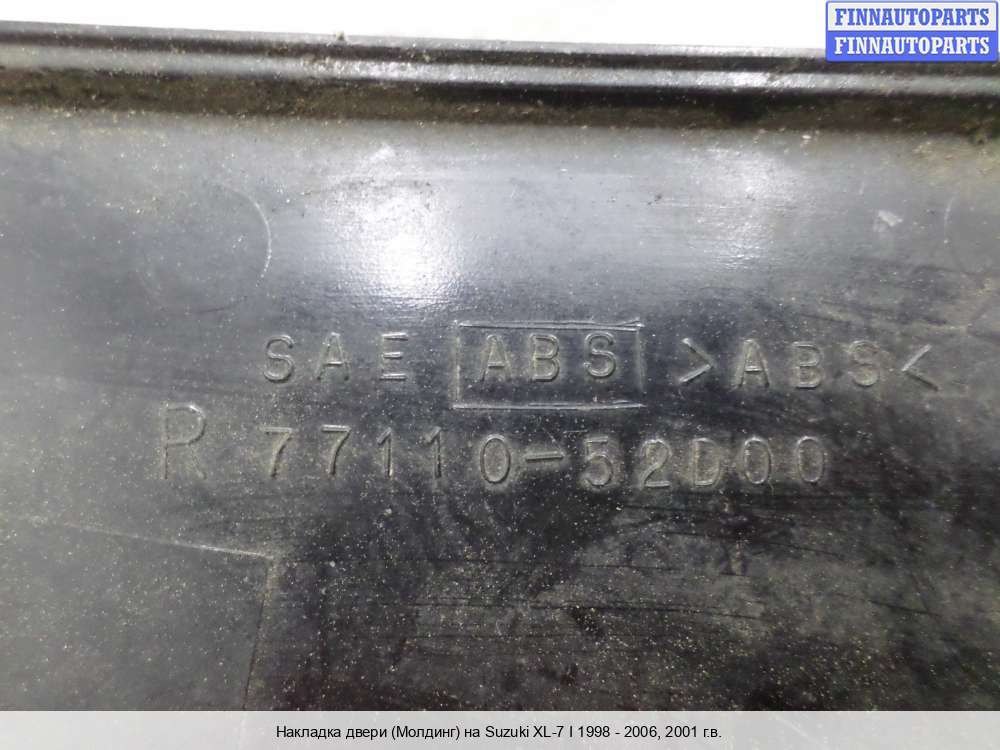 FINNAUTOPARTS
FINNAUTOPARTS
SAE ABS >ABS<
R 77110-52D00
Накладка двери (Молдинг) на Suzuki XL-7 I 1998 - 2006, 2001 г.в.